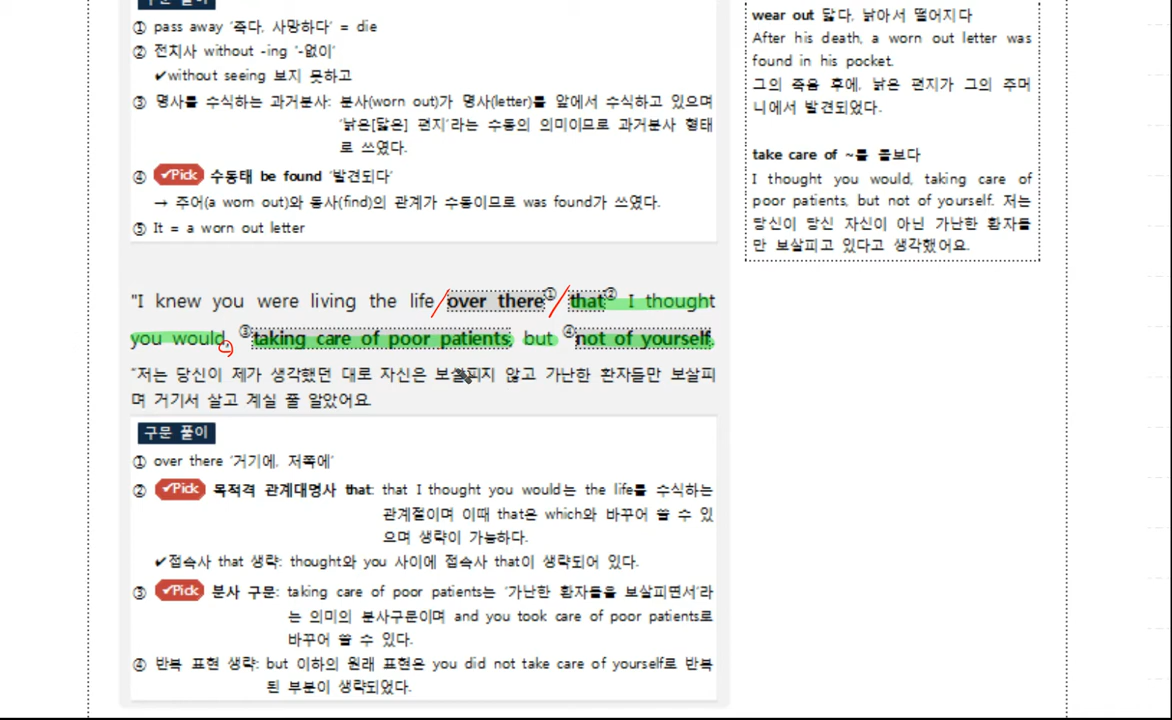 구문 풀이
① pass away '죽다, 사망하다' = die
② 전치사 without -ing '-없이'
✔without seeing 보지 못하고
③ 명사를 수식하는 과거분사: 분사(worn out)가 명사(letter)를 앞에서 수식하고 있으며
'낡은[닳은] 편지'라는 수동의 의미이므로 과거분사 형태
로 쓰였다.
④ ✔Pick 수동태 be found '발견되다'
→ 주어(a worn out)와 동사(find)의 관계가 수동이므로 was found가 쓰였다.
⑤ It = a worn out letter
"I knew you were living the life over there① that② I thought
you would, ③taking care of poor patients, but ④not of yourself.
"저는 당신이 제가 생각했던 대로 자신은 보살피지 않고 가난한 환자들만 보살피
며 거기서 살고 계실 줄 알았어요.
구문 풀이
① over there '거기에, 저쪽에'
② ✔Pick 목적격 관계대명사 that: that I thought you would는 the life를 수식하는
관계절이며 이때 that은 which와 바꾸어 쓸 수 있
으며 생략이 가능하다.
✔접속사 that 생략: thought와 you 사이에 접속사 that이 생략되어 있다.
③ ✔Pick 분사 구문: taking care of poor patients는 '가난한 환자들을 보살피면서'라
는 의미의 분사구문이며 and you took care of poor patients로
바꾸어 쓸 수 있다.
④ 반복 표현 생략: but 이하의 원래 표현은 you did not take care of yourself로 반복
된 부분이 생략되었다.
wear out 닳다, 낡아서 떨어지다
After his death, a worn out letter was
found in his pocket.
그의 죽음 후에, 낡은 편지가 그의 주머
니에서 발견되었다.
take care of ~를 돌보다
I thought you would, taking care of
poor patients, but not of yourself. 저는
당신이 당신 자신이 아닌 가난한 환자들
만 보살피고 있다고 생각했어요.